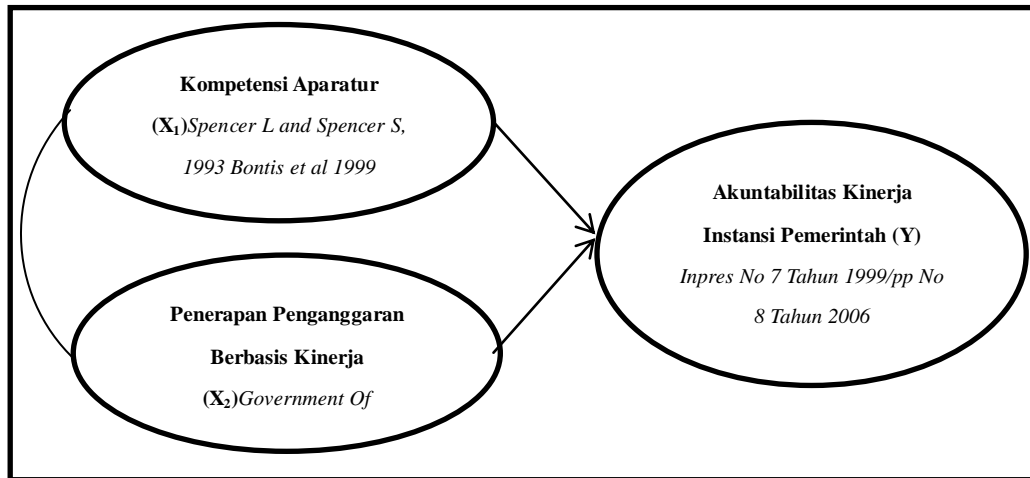 Kompetensi Aparatur
(X₁)Spencer L and Spencer S,
1993 Bontis et al 1999
Penerapan Penganggaran
Berbasis Kinerja
(X₂)Government Of
Akuntabilitas Kinerja
Instansi Pemerintah (Y)
Inpres No 7 Tahun 1999/pp No
8 Tahun 2006